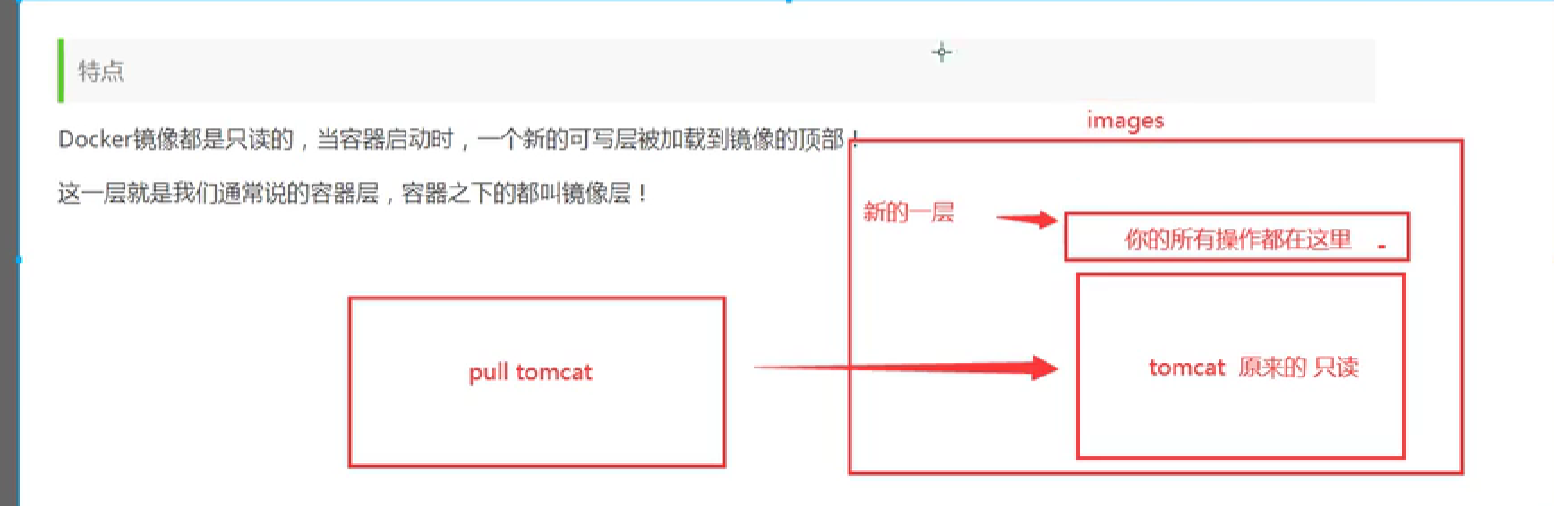 特点
Docker镜像都是只读的，当容器启动时，一个新的可写层被加载到镜像的顶部！
这一层就是我们通常说的容器层，容器之下的都叫镜像层！
images
新的一层
你的所有操作都在这里
pull tomcat
tomcat 原来的 只读